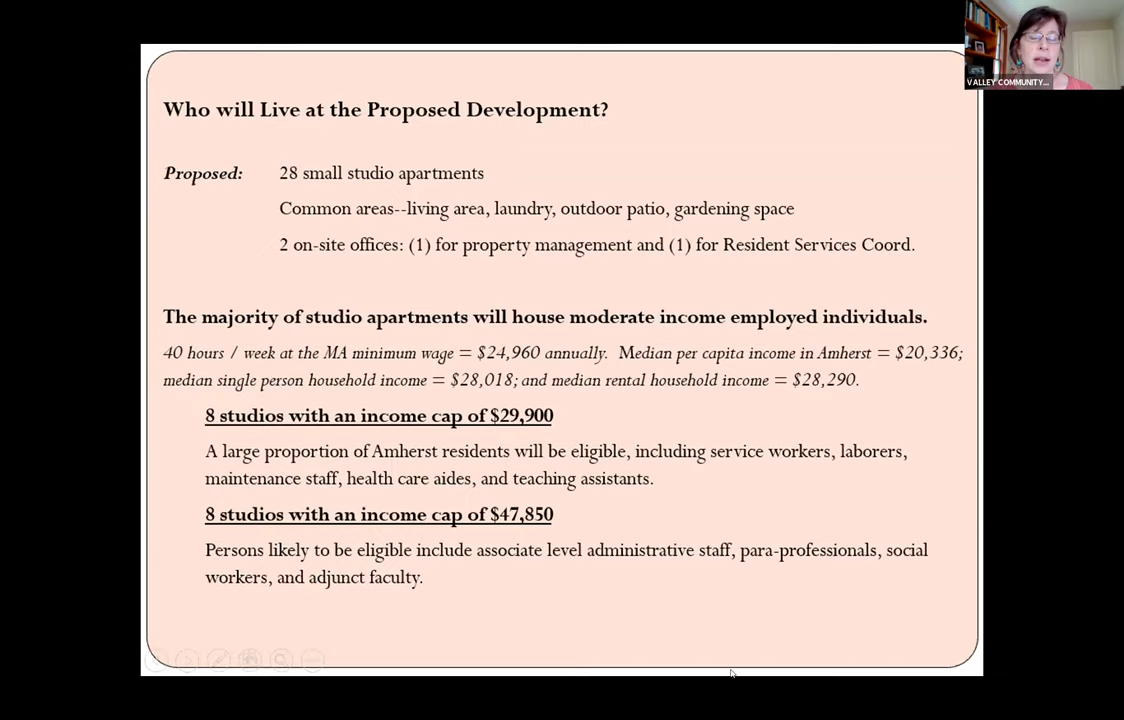 VALLEY COMMUNITY...
Who will Live at the Proposed Development?
Proposed: 28 small studio apartments
Common areas--living area, laundry, outdoor patio, gardening space
2 on-site offices: (1) for property management and (1) for Resident Services Coord.
The majority of studio apartments will house moderate income employed individuals.
40 hours / week at the MA minimum wage = $24,960 annually. Median per capita income in Amherst = $20,336;
median single person household income = $28,018; and median rental household income = $28,290.
8 studios with an income cap of $29,900
A large proportion of Amherst residents will be eligible, including service workers, laborers,
maintenance staff, health care aides, and teaching assistants.
8 studios with an income cap of $47,850
Persons likely to be eligible include associate level administrative staff, para-professionals, social
workers, and adjunct faculty.